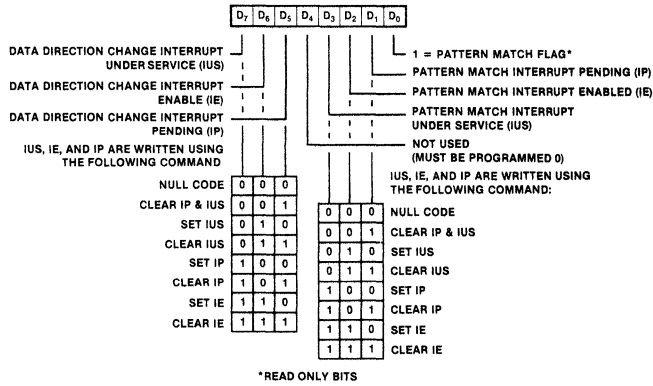 D7 D6 D5 D4 D3 D2 D1 D0
DATA DIRECTION CHANGE INTERRUPT
UNDER SERVICE (IUS)
DATA DIRECTION CHANGE INTERRUPT
ENABLE (IE)
DATA DIRECTION CHANGE INTERRUPT
PENDING (IP)
IUS, IE, AND IP ARE WRITTEN USING
THE FOLLOWING COMMAND
NULL CODE 0 0 0
CLEAR IP & IUS 0 0 1
SET IUS 0 1 0
CLEAR IUS 0 1 1
SET IP 1 0 0
CLEAR IP 1 0 1
SET IE 1 1 0
CLEAR IE 1 1 1
1 = PATTERN MATCH FLAG*
PATTERN MATCH INTERRUPT PENDING (IP)
PATTERN MATCH INTERRUPT ENABLED (IE)
PATTERN MATCH INTERRUPT
UNDER SERVICE (IUS)
NOT USED
(MUST BE PROGRAMMED 0)
IUS, IE, AND IP ARE WRITTEN USING
THE FOLLOWING COMMAND:
0 0 0 NULL CODE
0 0 1 CLEAR IP & IUS
0 1 0 SET IUS
0 1 1 CLEAR IUS
1 0 0 SET IP
1 0 1 CLEAR IP
1 1 0 SET IE
1 1 1 CLEAR IE
*READ ONLY BITS